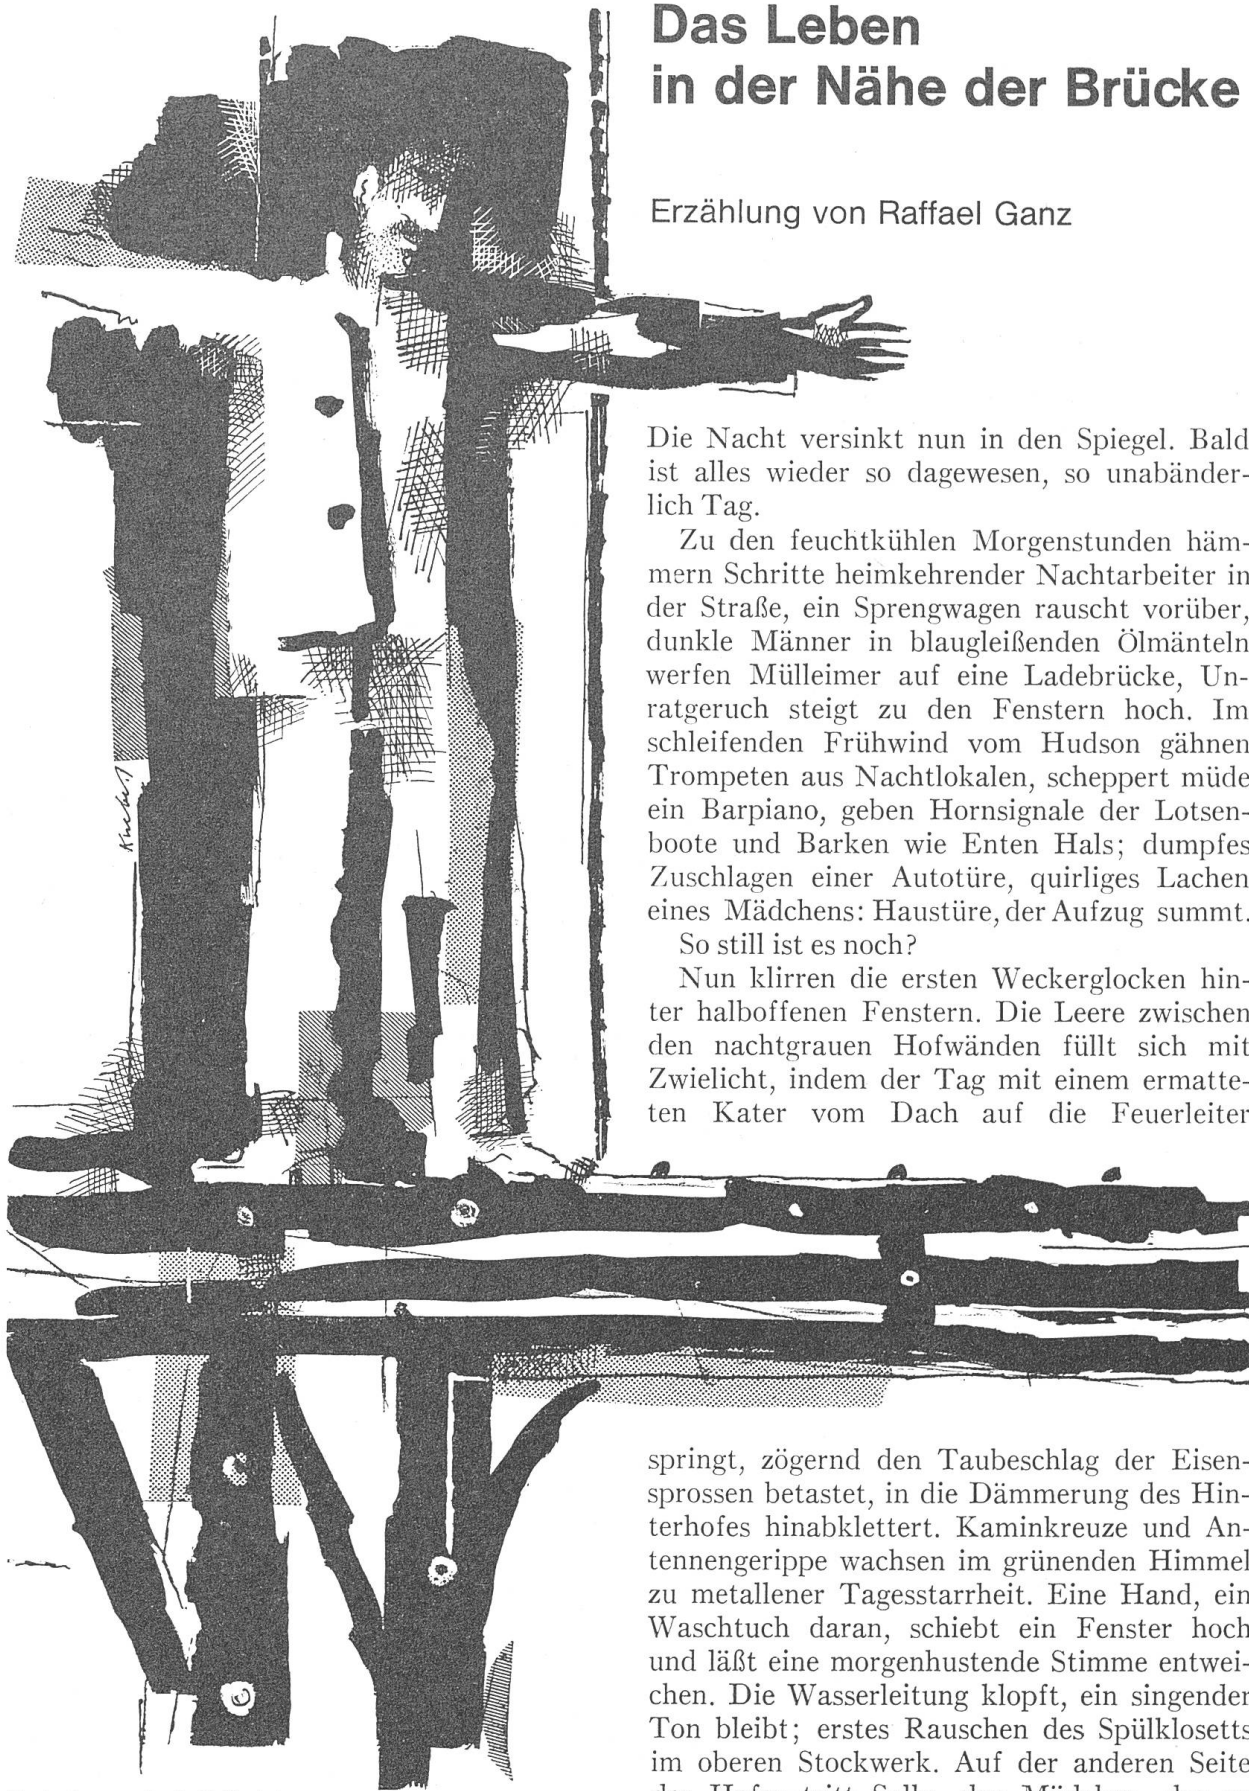 Das Leben
in der Nähe der Brücke
Erzählung von Raffael Ganz
Die Nacht versinkt nun in den Spiegel. Bald
ist alles wieder so dagewesen, so unabänder-
lich Tag.
Zu den feuchtkühlen Morgenstunden häm-
mern Schritte heimkehrender Nachtarbeiter in
der Straße, ein Sprengwagen rauscht vorüber,
dunkle Männer in blaugleißenden Ölmänteln
werfen Mülleimer auf eine Ladebrücke, Un-
ratgeruch steigt zu den Fenstern hoch. Im
schleifenden Frühwind vom Hudson gähnen
Trompeten aus Nachtlokalen, scheppert müde
ein Barpiano, geben Hornsignale der Lotsen-
boote und Barken wie Enten Hals; dumpfes
Zuschlagen einer Autotüre, quirliges Lachen
eines Mädchens: Haustüre, der Aufzug summt.
So still ist es noch?
Nun klirren die ersten Weckerglocken hin-
ter halboffenen Fenstern. Die Leere zwischen
den nachtgrauen Hofwänden füllt sich mit
Zwielicht, indem der Tag mit einem ermatte-
ten Kater vom Dach auf die Feuerleiter
springt, zögernd den Taubeschlag der Eisen-
sprossen betastet, in die Dämmerung des Hin-
terhofes hinabklettert. Kaminkreuze und An-
tennengerippe wachsen im grünenden Himmel
zu metallener Tagesstarrheit. Eine Hand, ein
Waschtuch daran, schiebt ein Fenster hoch
und läßt eine morgenhustende Stimme entwei-
chen. Die Wasserleitung klopft, ein singender
Ton bleibt; erstes Rauschen des Spülklosetts
im oberen Stockwerk. Auf der anderen Seite